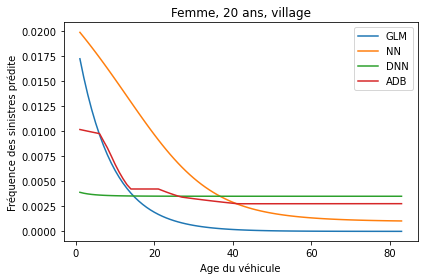 Femme, 20 ans, village
Fréquence des sinistres prédite
0.0200
0.0175
0.0150
0.0125
0.0100
0.0075
0.0050
0.0025
0.0000
GLM
NN
DNN
ADB
0 20 40 60 80
Age du véhicule